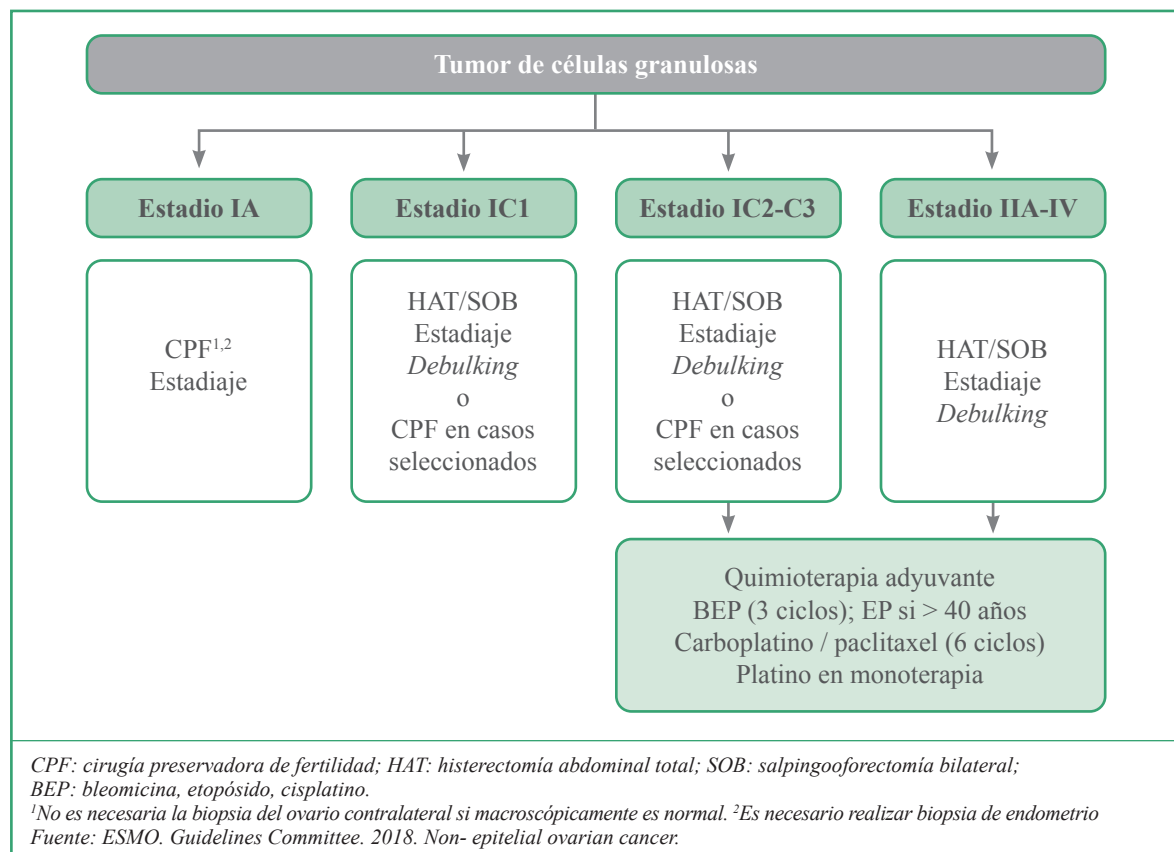 Tumor de células granulosas
Estadio IA
Estadio IC1
Estadio IC2-C3
Estadio IIA-IV
CPF1,2
Estadiaje
HAT/SOB
Estadiaje
Debulking
o
CPF en casos
seleccionados
HAT/SOB
Estadiaje
Debulking
o
CPF en casos
seleccionados
HAT/SOB
Estadiaje
Debulking
Quimioterapia adyuvante
BEP (3 ciclos); EP si > 40 años
Carboplatino / paclitaxel (6 ciclos)
Platino en monoterapia
CPF: cirugía preservadora de fertilidad; HAT: histerectomía abdominal total; SOB: salpingooforectomía bilateral;
BEP: bleomicina, etopósido, cisplatino.
1No es necesaria la biopsia del ovario contralateral si macroscópicamente es normal. 2Es necesario realizar biopsia de endometrio
Fuente: ESMO. Guidelines Committee. 2018. Non- epitelial ovarian cancer.